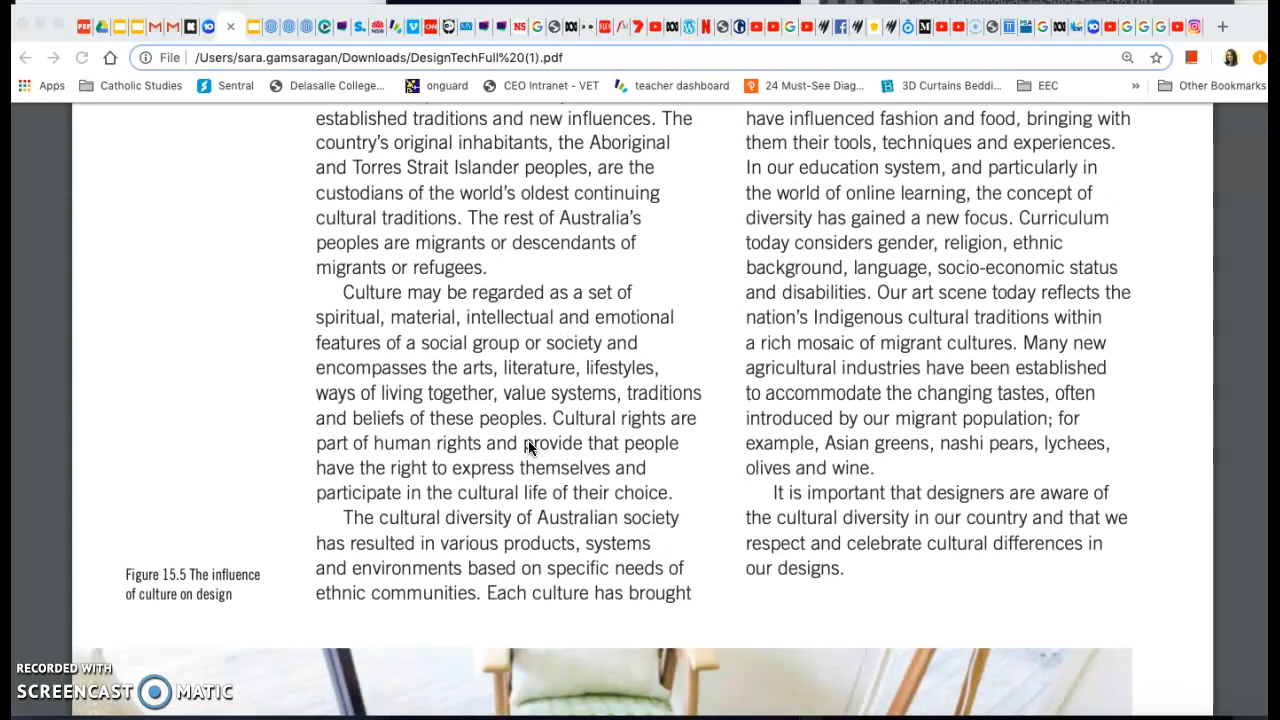 File
/Users/sara.gamsaragan/Downloads/DesignTechFull%20(1).pdf
Apps
Catholic Studies
Sentral
Delasalle College...
onguard
CEO Intranet - VET
teacher dashboard
24 Must-See Diag...
3D Curtains Beddi...
EEC
»
Other Bookmarks
established traditions and new influences. The
country's original inhabitants, the Aboriginal
and Torres Strait Islander peoples, are the
custodians of the world's oldest continuing
cultural traditions. The rest of Australia's
peoples are migrants or descendants of
migrants or refugees.
Culture may be regarded as a set of
spiritual, material, intellectual and emotional
features of a social group or society and
encompasses the arts, literature, lifestyles,
ways of living together, value systems, traditions
and beliefs of these peoples. Cultural rights are
part of human rights and provide that people
have the right to express themselves and
participate in the cultural life of their choice.
The cultural diversity of Australian society
has resulted in various products, systems
and environments based on specific needs of
ethnic communities. Each culture has brought
have influenced fashion and food, bringing with
them their tools, techniques and experiences.
In our education system, and particularly in
the world of online learning, the concept of
diversity has gained a new focus. Curriculum
today considers gender, religion, ethnic
background, language, socio-economic status
and disabilities. Our art scene today reflects the
nation's Indigenous cultural traditions within
a rich mosaic of migrant cultures. Many new
agricultural industries have been established
to accommodate the changing tastes, often
introduced by our migrant population; for
example, Asian greens, nashi pears, lychees,
olives and wine.
It is important that designers are aware of
the cultural diversity in our country and that we
respect and celebrate cultural differences in
our designs.
Figure 15.5 The influence
of culture on design
RECORDED WITH
SCREENCAST MATIC